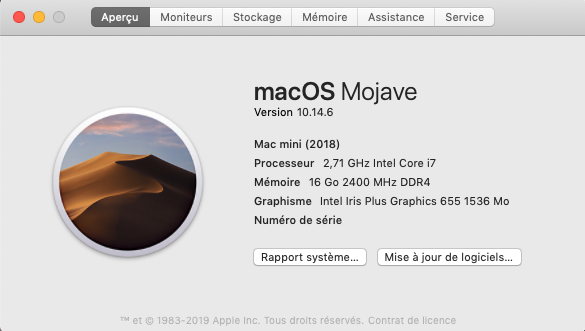 Aperçu Moniteurs Stockage Mémoire Assistance Service
macOS Mojave
Version 10.14.6
Mac mini (2018)
Processeur 2,71 GHz Intel Core i7
Mémoire 16 Go 2400 MHz DDR4
Graphisme Intel Iris Plus Graphics 655 1536 Mo
Numéro de série
Rapport système... Mise à jour de logiciels...
™ et © 1983-2019 Apple Inc. Tous droits réservés. Contrat de licence